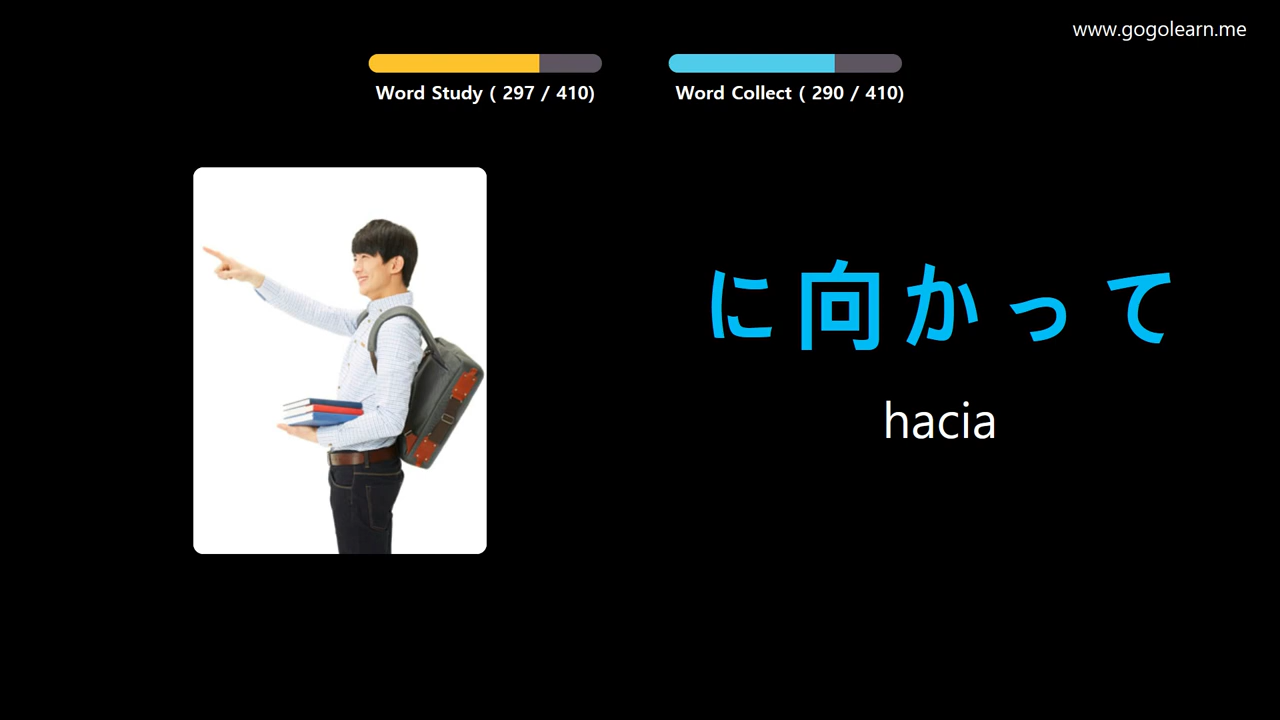 www.gogolearn.me
Word Study ( 297 / 410)
Word Collect ( 290 / 410)
に向かって
hacia